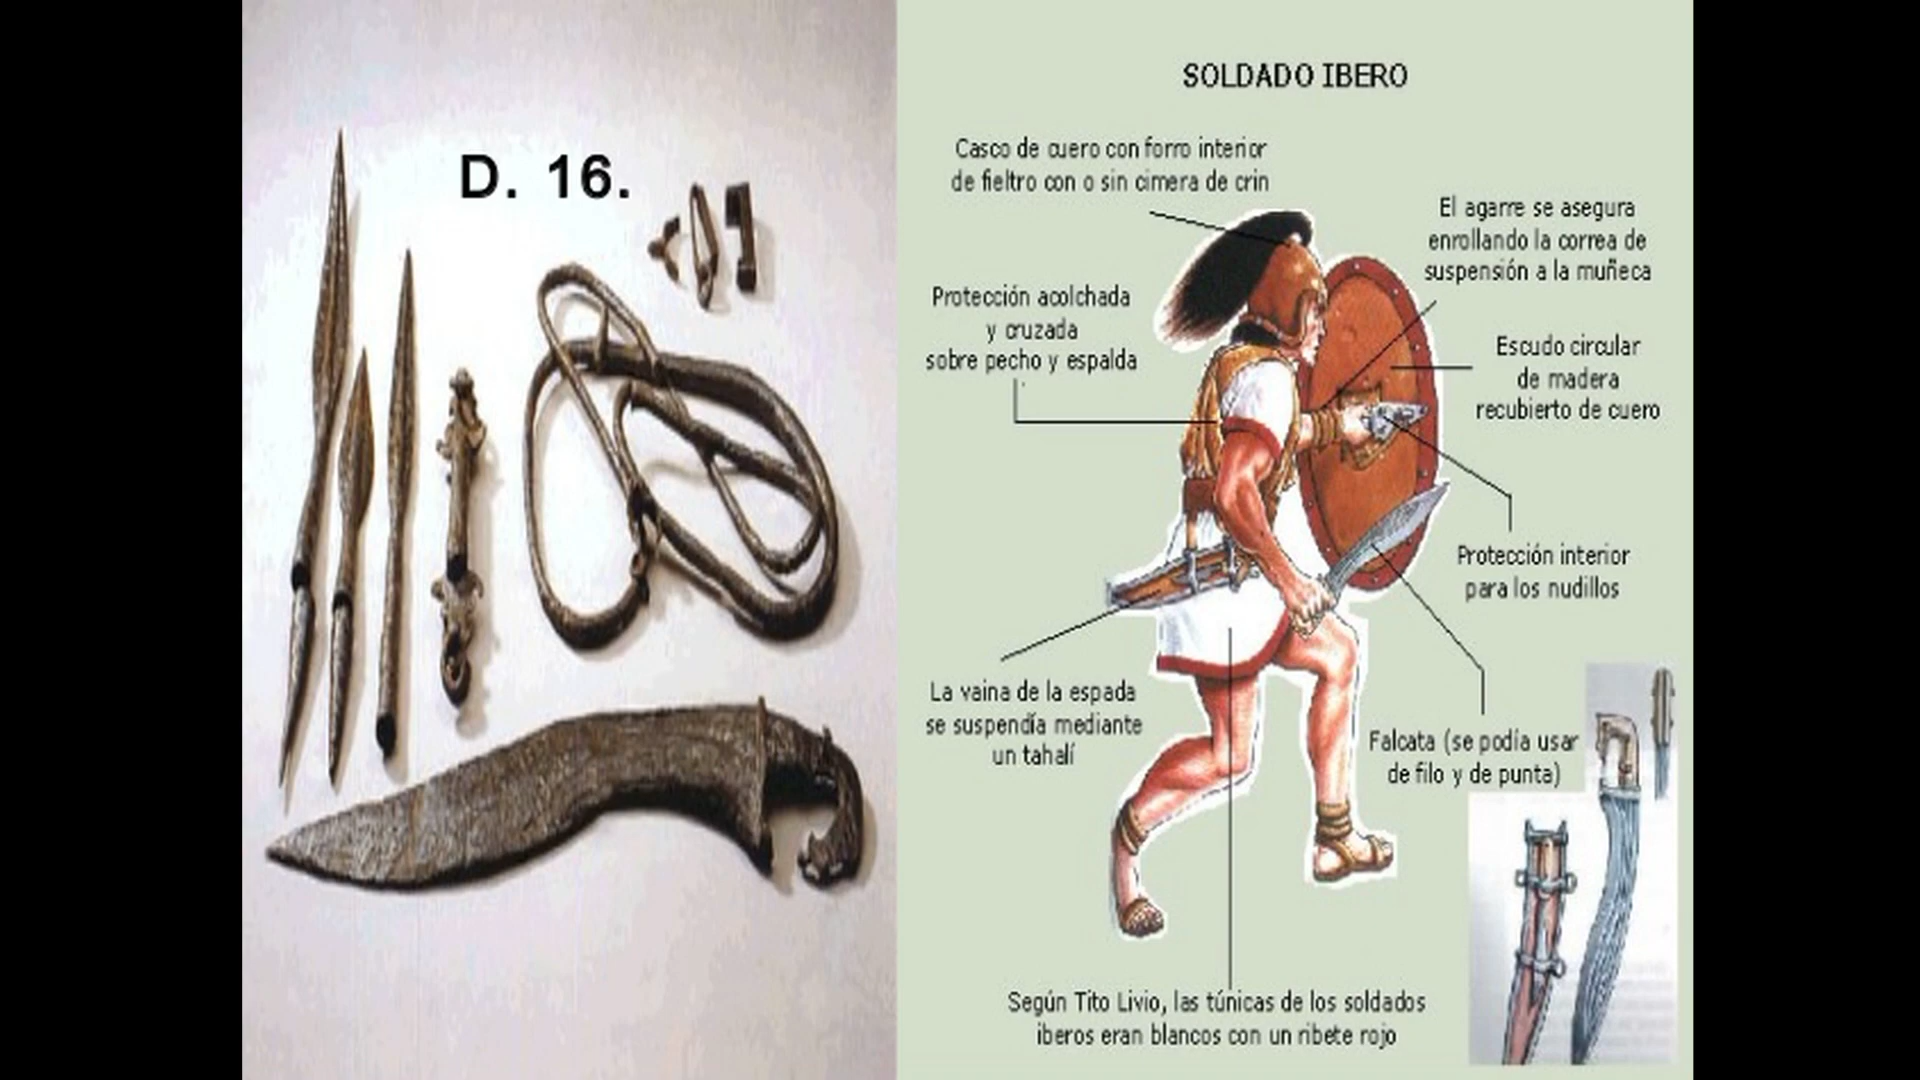 D. 16.
SOLDADO IBERO
Casco de cuero con forro interior
de fieltro con o sin cimera de crin
El agarre se asegura
enrollando la correa de
suspensión a la muñeca
Protección acolchada
y cruzada
sobre pecho y espalda
Escudo circular
de madera
recubierto de cuero
Protección interior
para los nudillos
La vaina de la espada
se suspendía mediante
un tahalí
Falcata (se podía usar
de filo y de punta)
Según Tito Livio, las túnicas de los soldados
iberos eran blancos con un ribete rojo